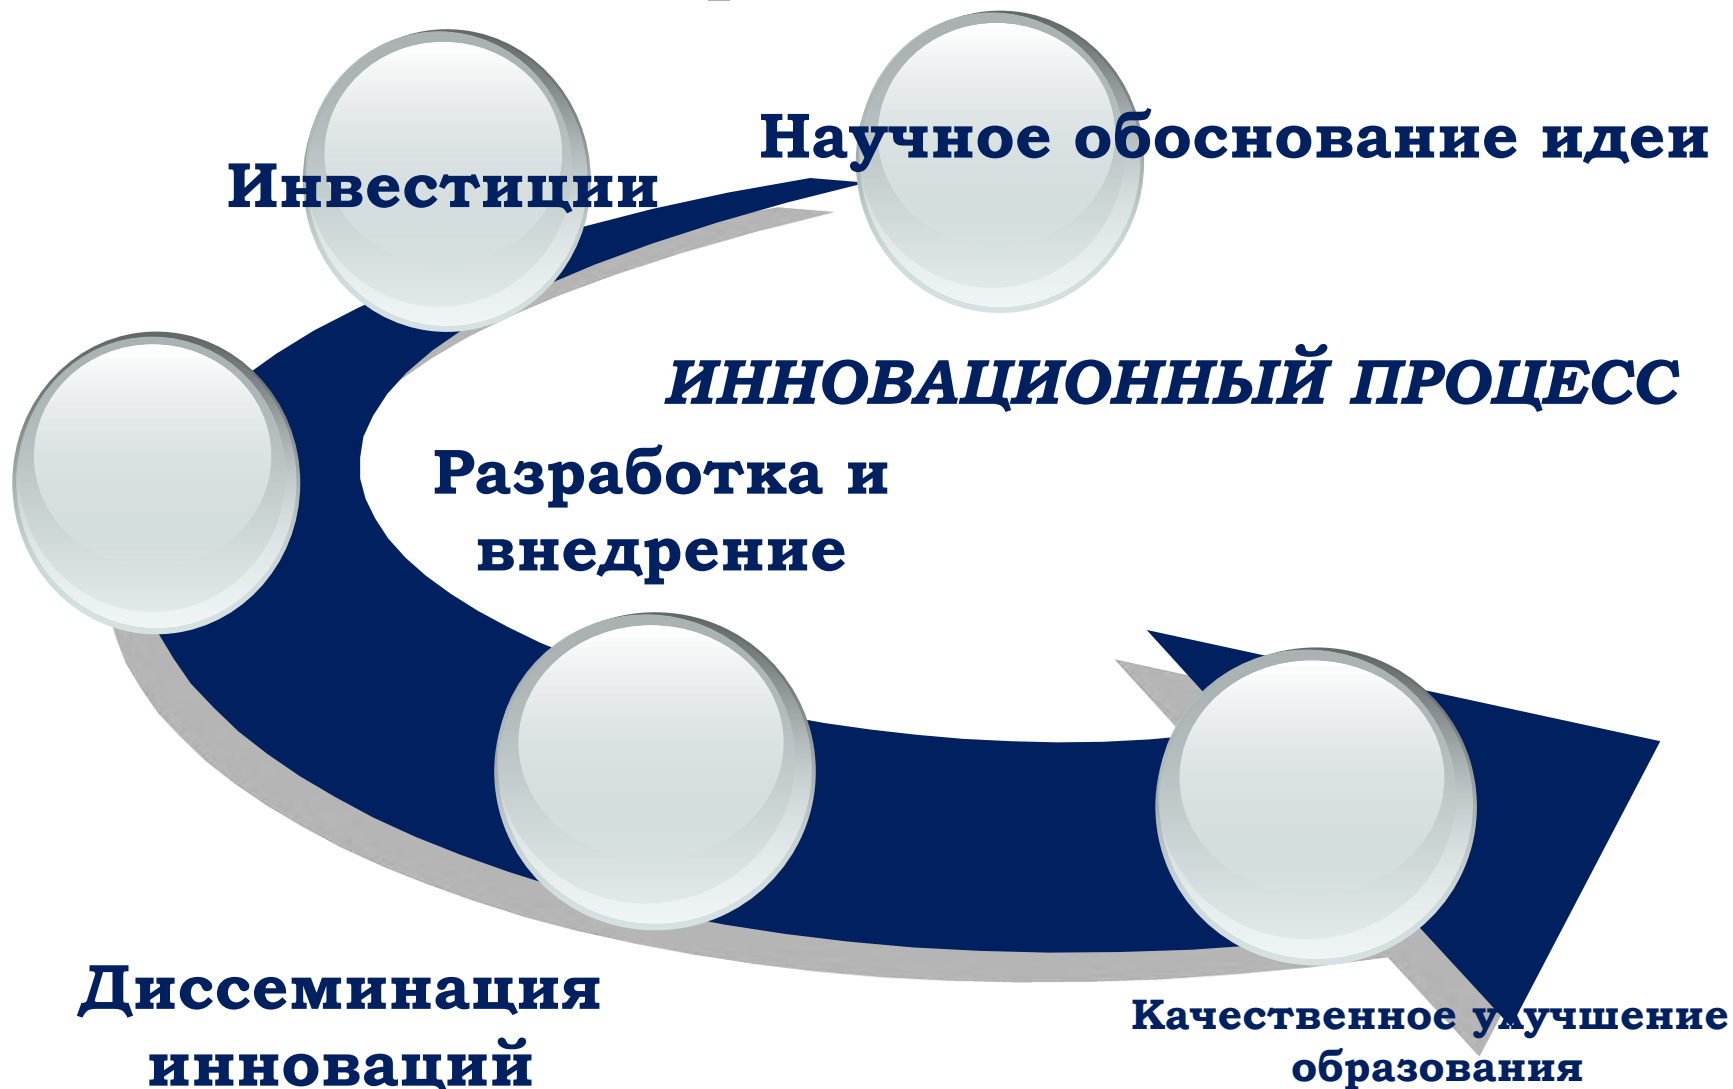 Научное обоснование идеи
Инвестиции
ИННОВАЦИОННЫЙ ПРОЦЕСС
Разработка и
внедрение
Диссеминация
инноваций
Качественное улучшение
образования